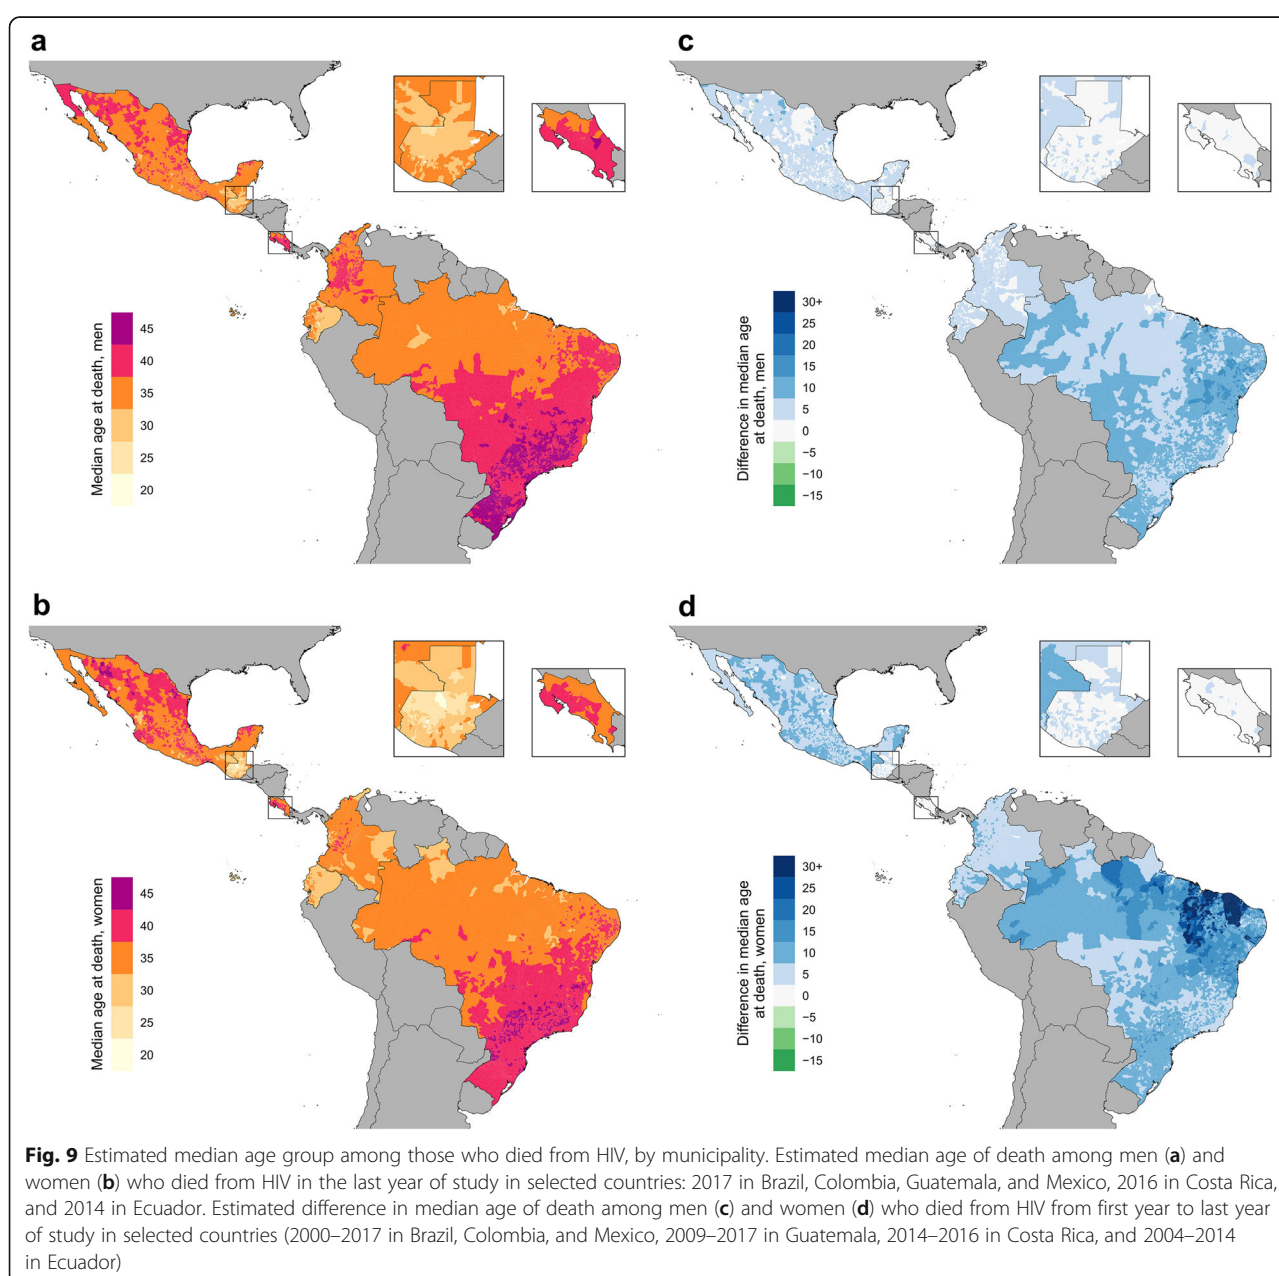 a
Median age at death, men
45
40
35
30
25
20
c
Difference in median age
at death, men
30+
25
20
15
10
5
0
−5
−10
−15
b
Median age at death, women
45
40
35
30
25
20
d
Difference in median age
at death, women
30+
25
20
15
10
5
0
−5
−10
−15
Fig. 9 Estimated median age group among those who died from HIV, by municipality. Estimated median age of death among men (a) and
women (b) who died from HIV in the last year of study in selected countries: 2017 in Brazil, Colombia, Guatemala, and Mexico, 2016 in Costa Rica,
and 2014 in Ecuador. Estimated difference in median age of death among men (c) and women (d) who died from HIV from first year to last year
of study in selected countries (2000–2017 in Brazil, Colombia, and Mexico, 2009–2017 in Guatemala, 2014–2016 in Costa Rica, and 2004–2014
in Ecuador)